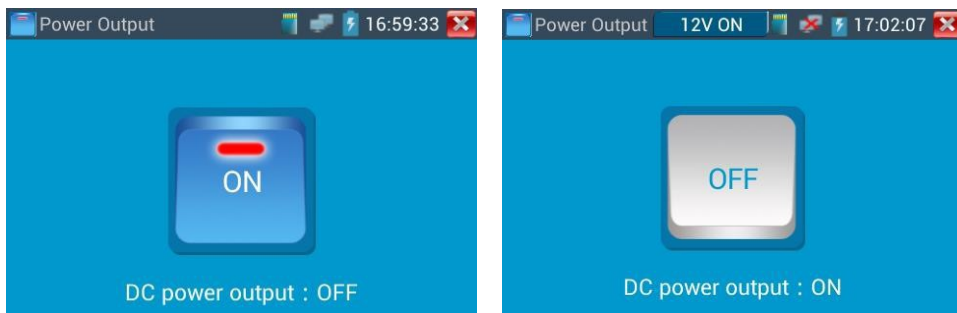 Power Output 16:59:33
ON
DC power output : OFF
Power Output 12V ON 17:02:07
OFF
DC power output : ON